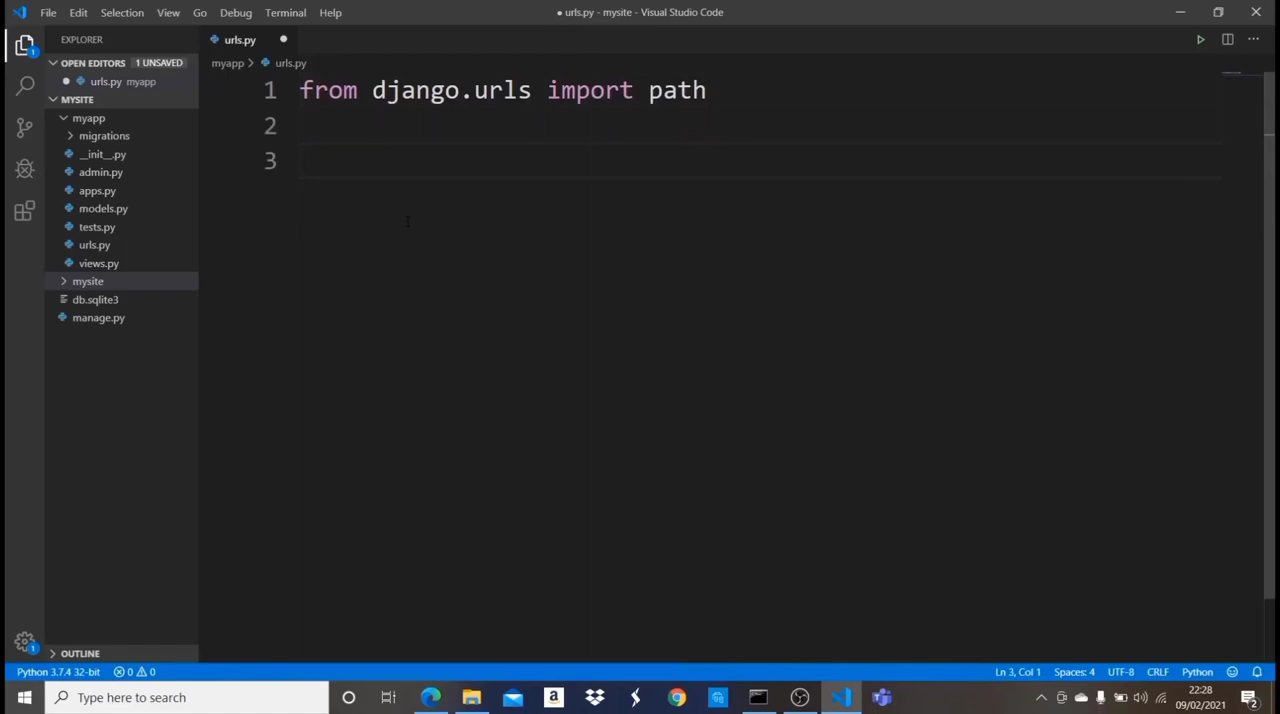 File Edit Selection View Go Debug Terminal Help
● urls.py - mysite - Visual Studio Code
EXPLORER
OPEN EDITORS 1 UNSAVED
urls.py myapp
MYSITE
myapp
migrations
__init__.py
admin.py
apps.py
models.py
tests.py
urls.py
views.py
mysite
db.sqlite3
manage.py
OUTLINE
urls.py
myapp > urls.py
1 from django.urls import path
2
3
Python 3.7.4 32-bit 0 0
Ln 3, Col 1 Spaces: 4 UTF-8 CRLF Python
Type here to search
22:28
09/02/2021
2
1
1